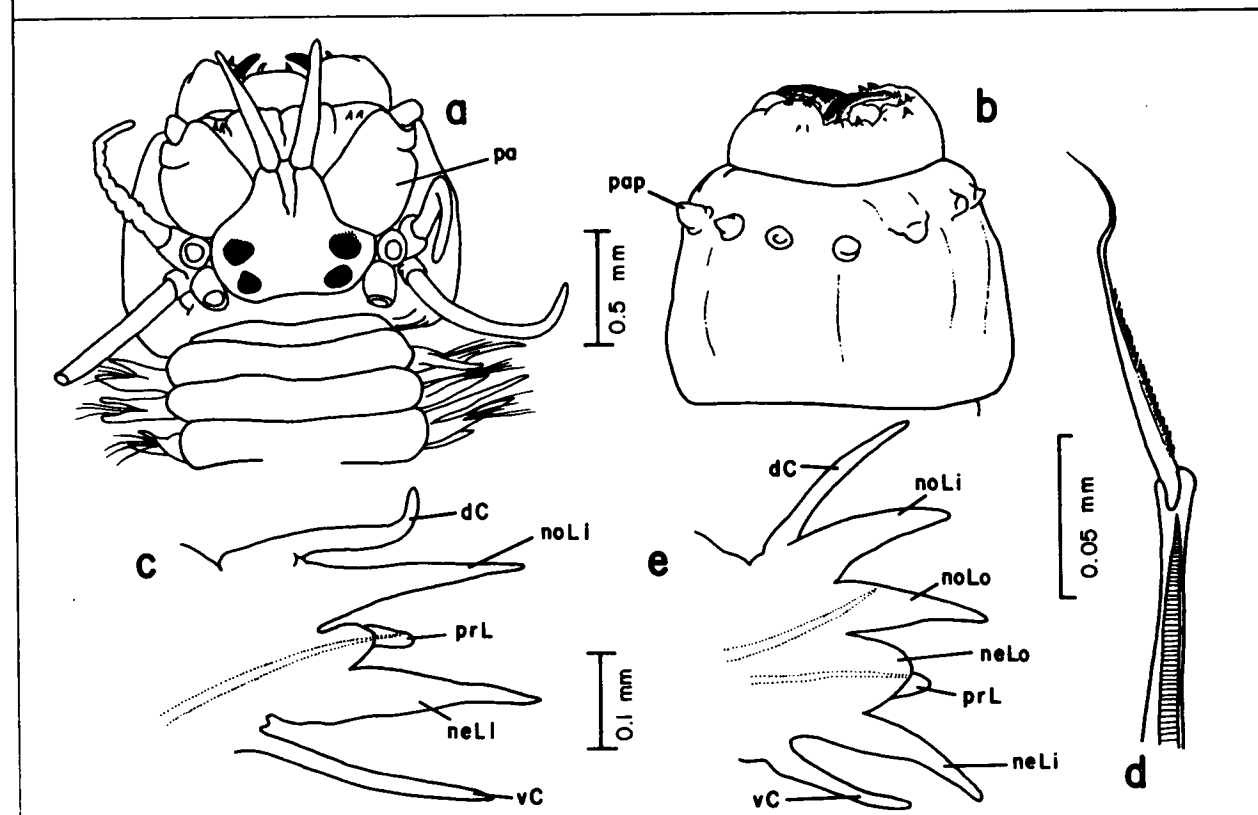 a
pa
b
pap
0.5 mm
dC
noLi
c
prL
neLi
vC
0.1 mm
dC
noLi
e
noLo
neLo
prL
neLi
vC
0.05 mm
d